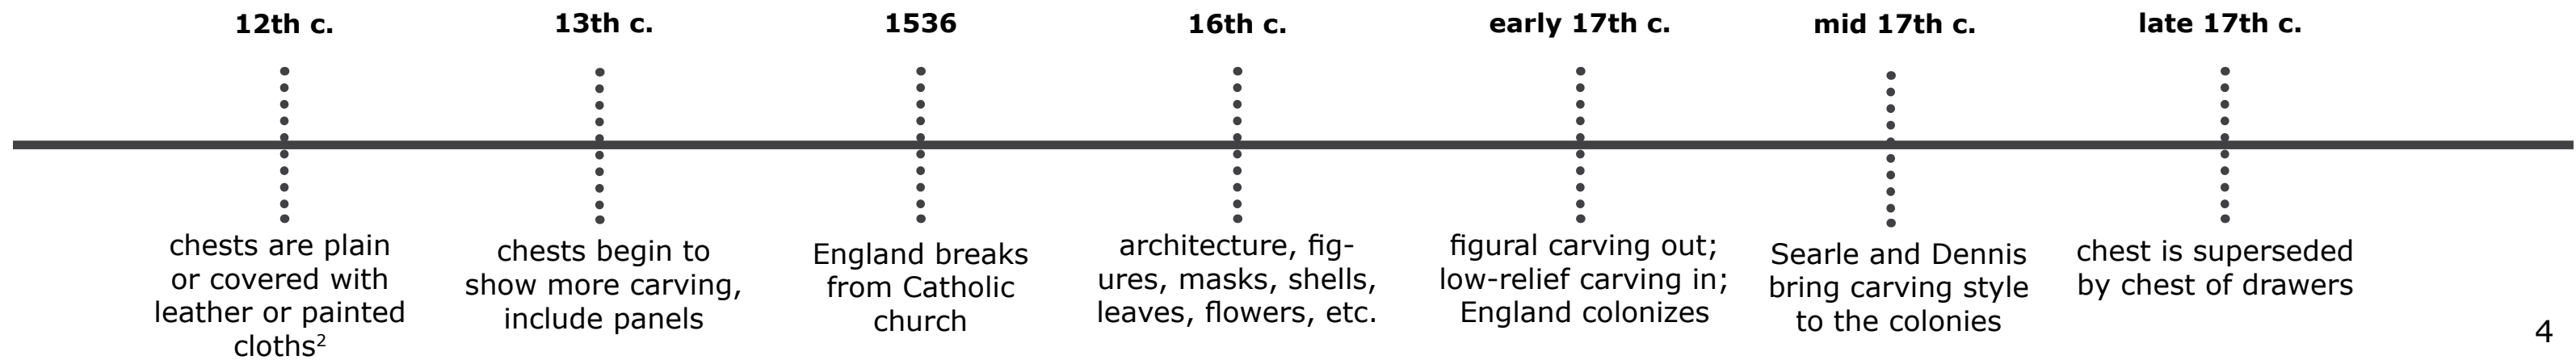 12th c.
chests are plain
or covered with
leather or painted
cloths²
13th c.
chests begin to
show more carving,
include panels
1536
England breaks
from Catholic
church
16th c.
architecture, fig-
ures, masks, shells,
leaves, flowers, etc.
early 17th c.
figural carving out;
low-relief carving in;
England colonizes
mid 17th c.
Searle and Dennis
bring carving style
to the colonies
late 17th c.
chest is superseded
by chest of drawers
4